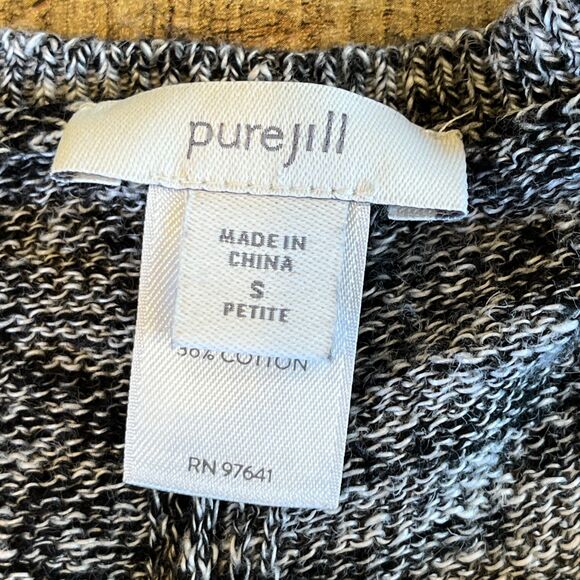 purejill
MADE IN
CHINA
S
PETITE
COTTON
RN 97641